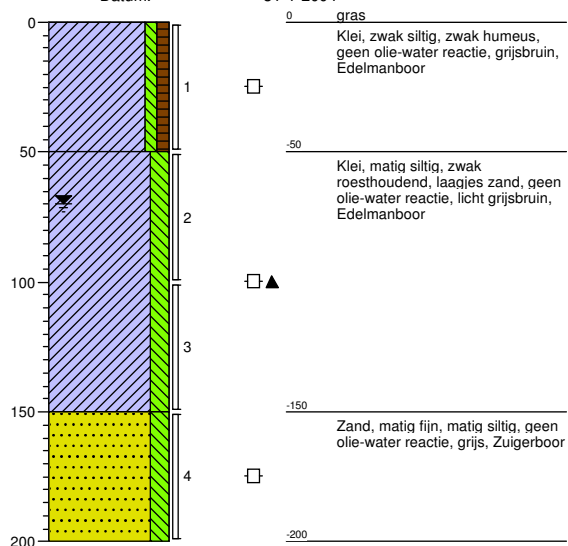 0
gras
0
Klei, zwak siltig, zwak humeus,
geen olie-water reactie, grijsbruin,
Edelmanboor
1
50
-50
Klei, matig siltig, zwak
roesthoudend, laagjes zand, geen
olie-water reactie, licht grijsbruin,
Edelmanboor
2
100
3
150
-150
Zand, matig fijn, matig siltig, geen
olie-water reactie, grijs, Zuigerboor
4
200
-200